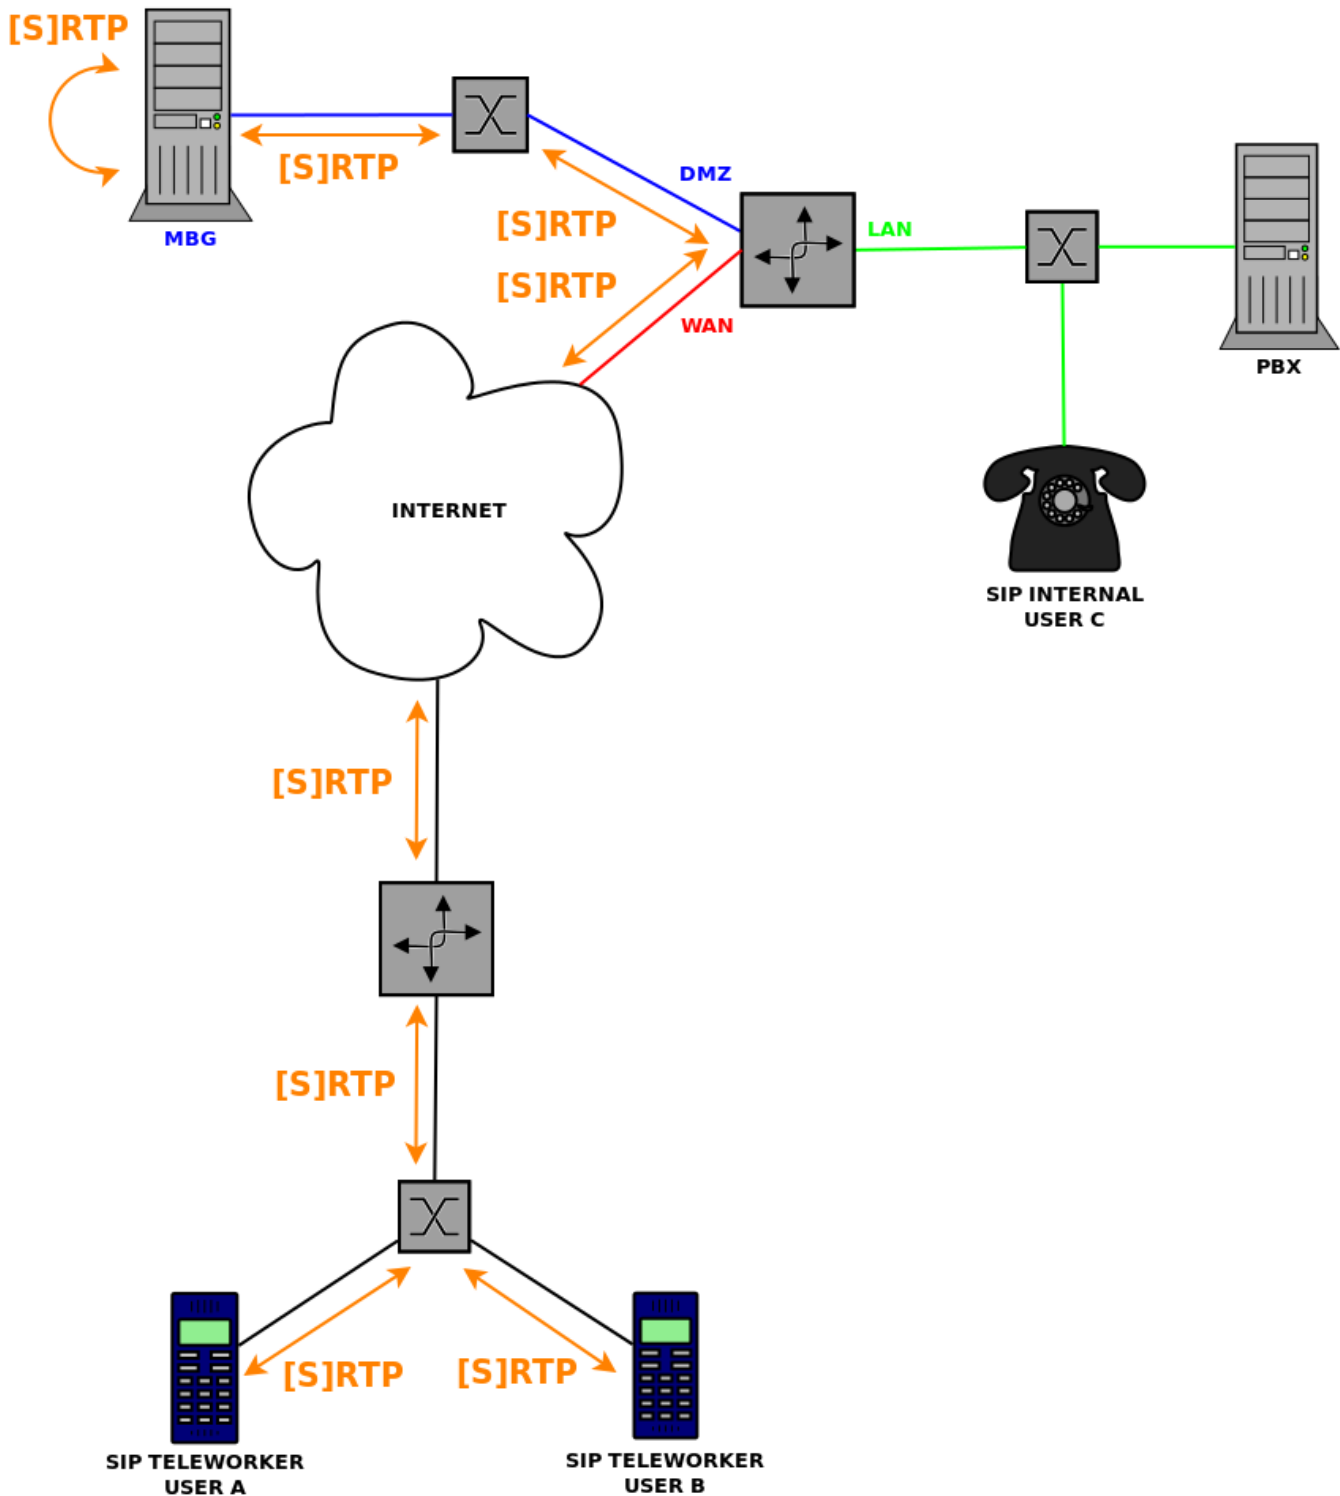 [S]RTP
[S]RTP
MBG
DMZ
[S]RTP
LAN
[S]RTP
WAN
PBX
INTERNET
SIP INTERNAL
USER C
[S]RTP
[S]RTP
[S]RTP
[S]RTP
SIP TELEWORKER
USER A
SIP TELEWORKER
USER B